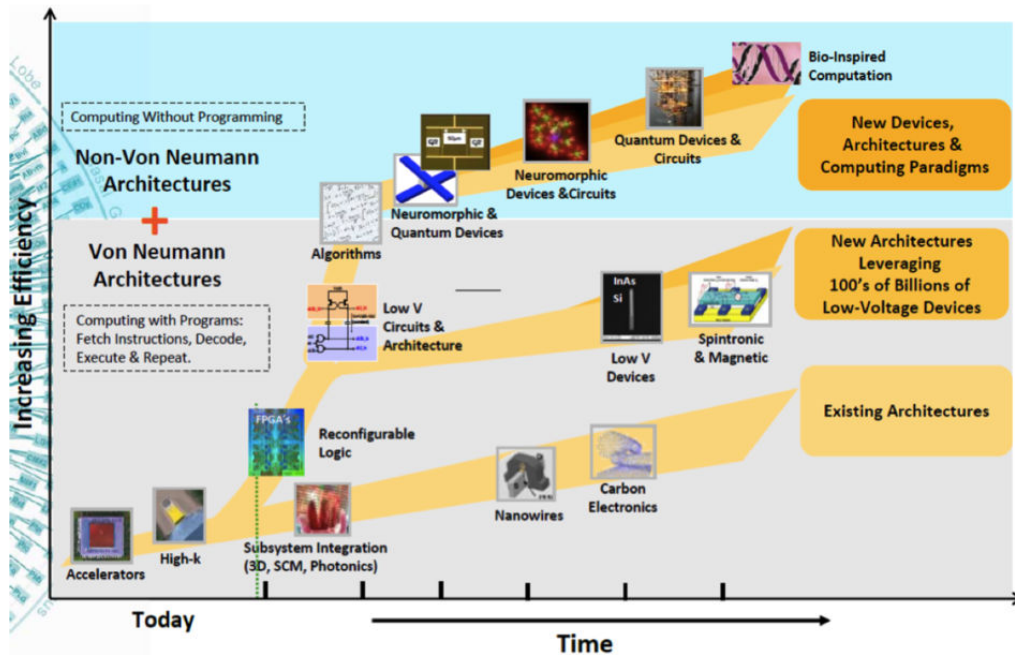 Lobe
Computing Without Programming
Non-Von Neumann
Architectures
+
Von Neumann
Architectures
Computing with Programs:
Fetch Instructions, Decode,
Execute & Repeat.
Increasing Efficiency
Bio-Inspired
Computation
Quantum Devices &
Circuits
Neuromorphic
Devices &Circuits
Neuromorphic &
Quantum Devices
Algorithms
New Devices,
Architectures &
Computing Paradigms
Low V
Circuits &
Architecture
InAs
Si
Low V
Devices
Spintronic
& Magnetic
New Architectures
Leveraging
100's of Billions of
Low-Voltage Devices
FPGA's
Reconfigurable
Logic
Nanowires
Carbon
Electronics
Existing Architectures
Accelerators
High-k
Subsystem Integration
(3D, SCM, Photonics)
Today
Time